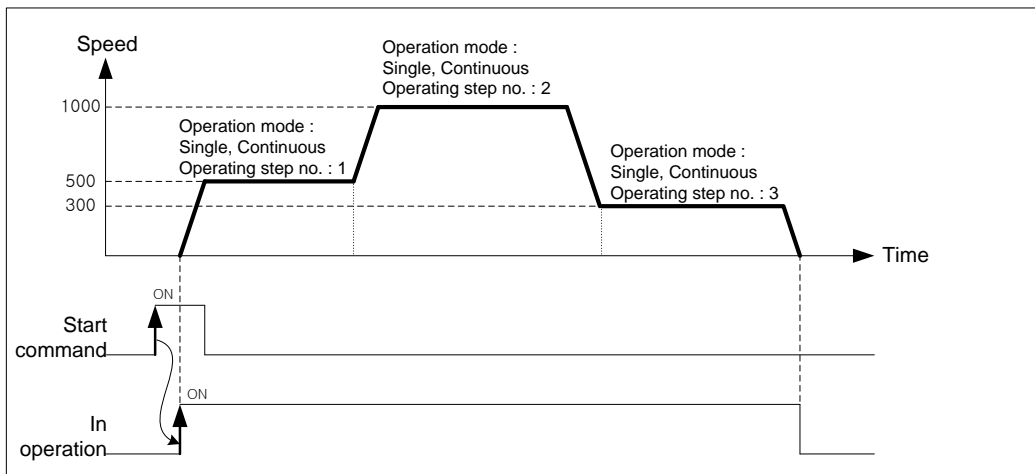 Speed
Operation mode :
Single, Continuous
Operating step no. : 2
1000
Operation mode :
Single, Continuous
Operating step no. : 1
Operation mode :
Single, Continuous
Operating step no. : 3
500
300
Time
ON
Start
command
ON
In
operation